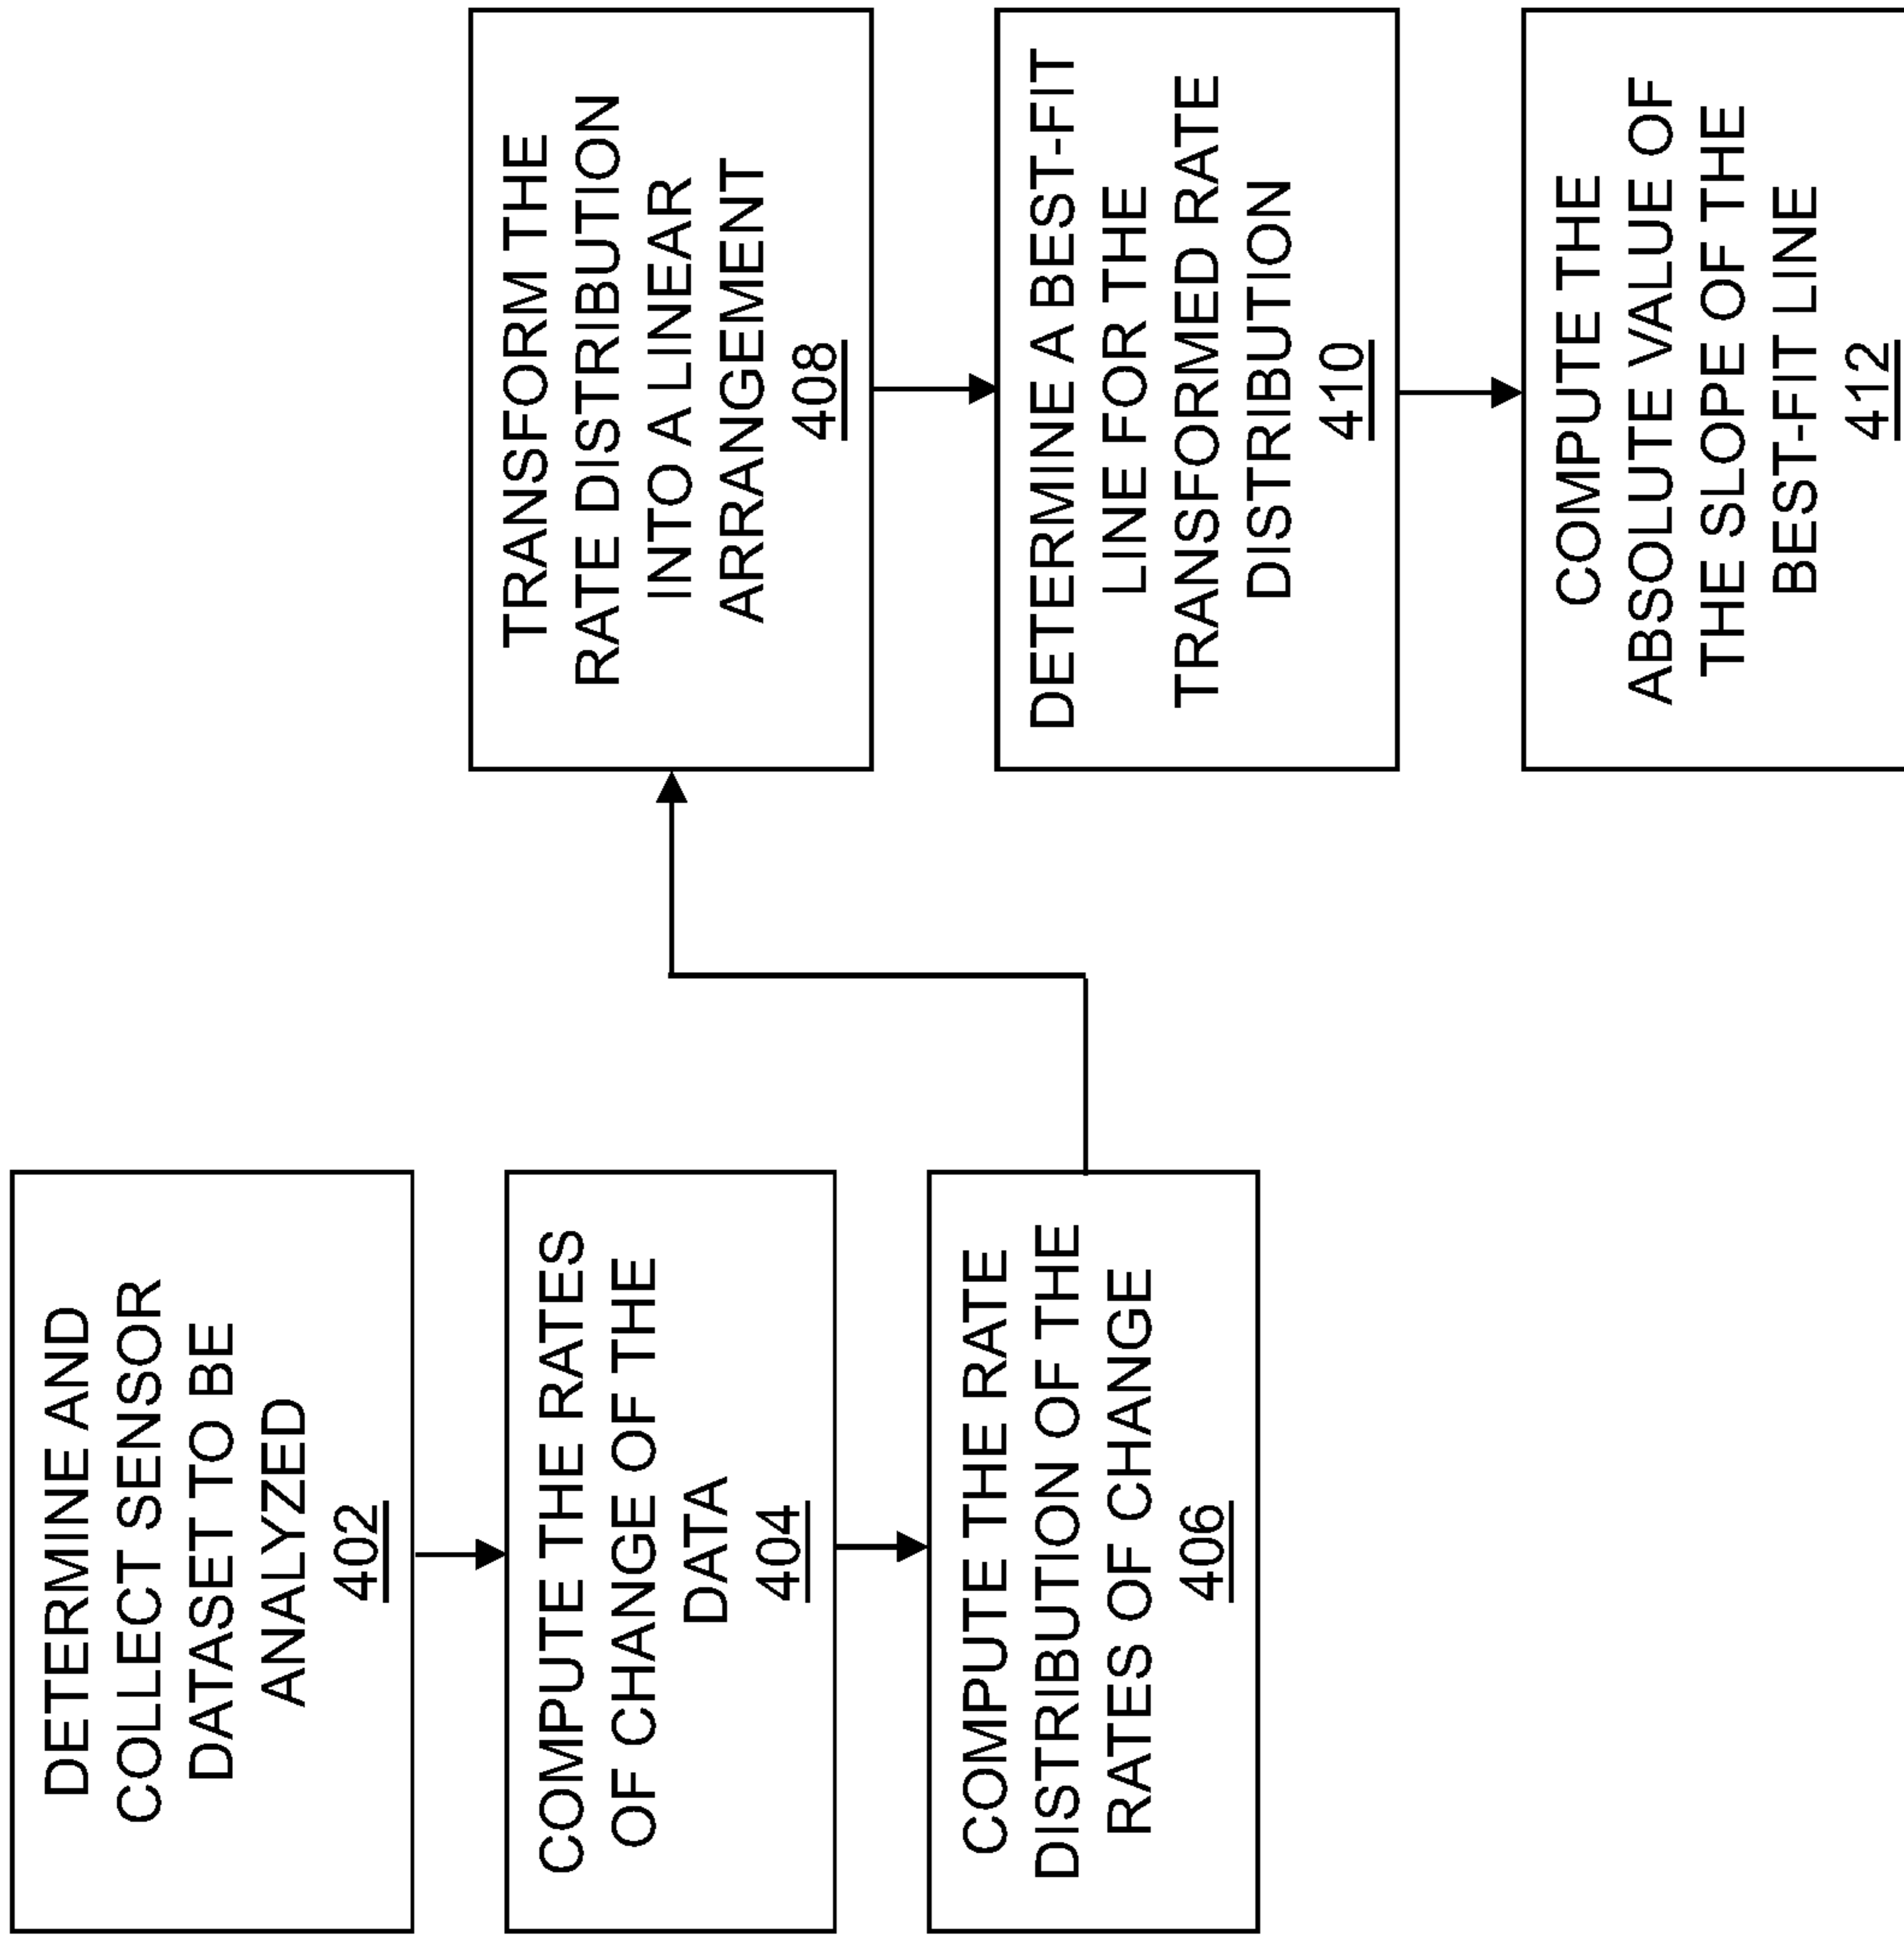 DETERMINE AND
COLLECT SENSOR
DATASET TO BE
ANALYZED
402
COMPUTE THE RATES
OF CHANGE OF THE
DATA
404
COMPUTE THE RATE
DISTRIBUTION OF THE
RATES OF CHANGE
406
TRANSFORM THE
RATE DISTRIBUTION
INTO A LINEAR
ARRANGEMENT
408
DETERMINE A BEST-FIT
LINE FOR THE
TRANSFORMED RATE
DISTRIBUTION
410
COMPUTE THE
ABSOLUTE VALUE OF
THE SLOPE OF THE
BEST-FIT LINE
412